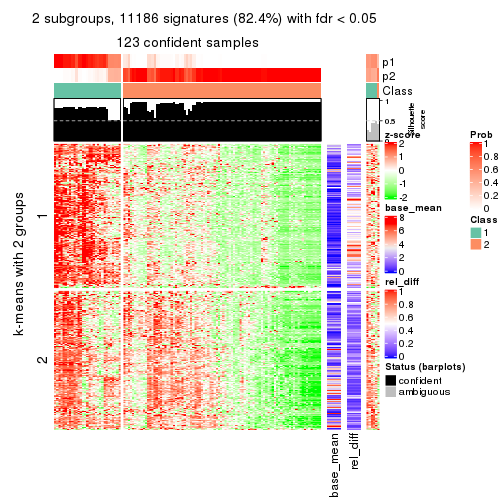 2 subgroups, 11186 signatures (82.4%) with fdr < 0.05
123 confident samples
p1
p2
Class
1
0.5
0
Silhouette
score
k-means with 2 groups
1
2
base_mean
rel_diff
z-score
2
1
0
-1
-2
base_mean
8
6
4
2
0
rel_diff
1
0.8
0.6
0.4
0.2
0
Status (barplots)
confident
ambiguous
Prob
1
0.8
0.6
0.4
0.2
0
Class
1
2